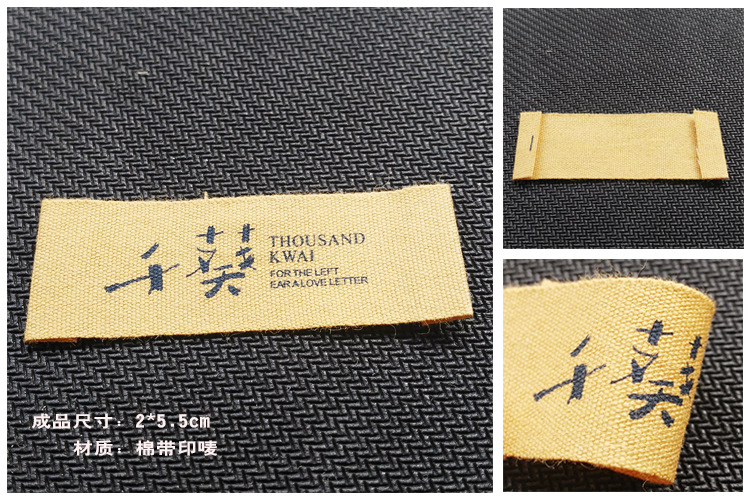 千葵
THOUSAND
KWAI
FOR THE LEFT
EAR A LOVE LETTER
成品尺寸：2*5.5cm
材质：棉带印唛
千葵